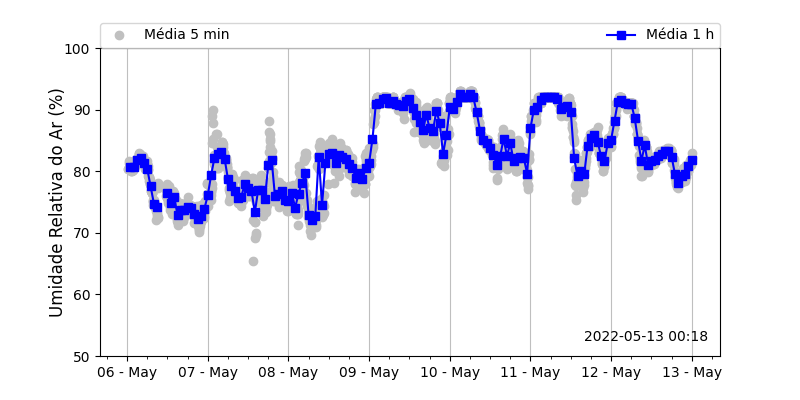 Média 5 min
Média 1 h
Umidade Relativa do Ar (%)
100
90
80
70
60
50
2022-05-13 00:18
06 - May
07 - May
08 - May
09 - May
10 - May
11 - May
12 - May
13 - May